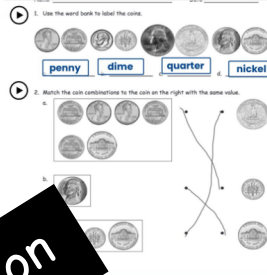 1. Use the word bank to label the coins.
penny dime quarter d. nickel
2. Match the coin combinations to the coin on the right with the same value.
a.
b.
on